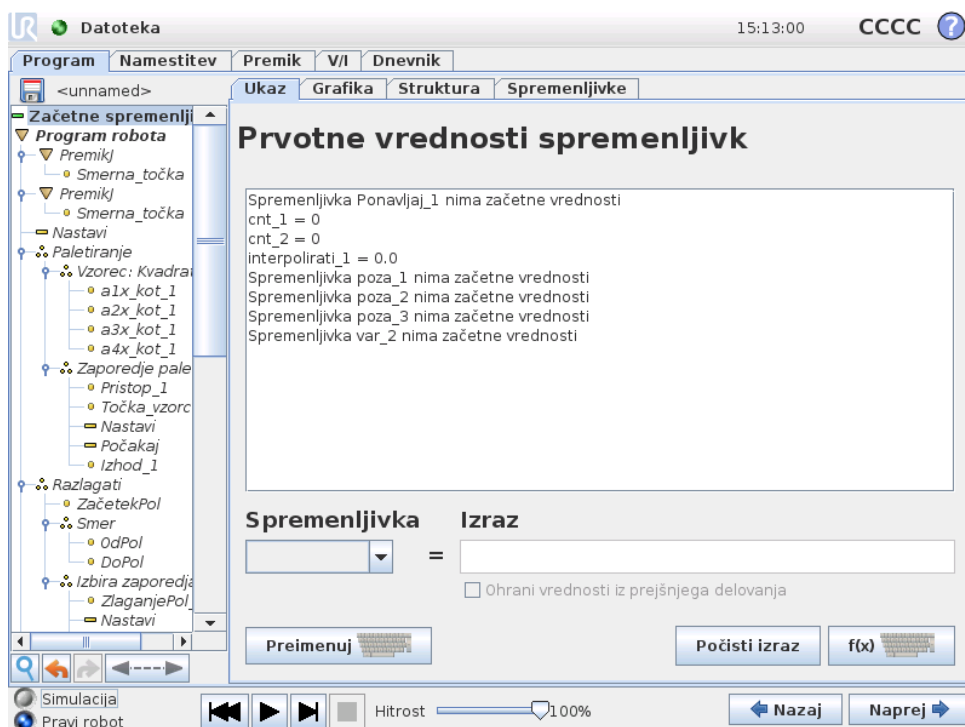 UR Datoteka 15:13:00 CCCC ?
Program Namestitev Premik V/I Dnevnik
<unnamed>
Ukaz Grafika Struktura Spremenljivke
Začetne spremenlji
Program robota
PremikJ
Smerna_točka
PremikJ
Smerna_točka
Nastavi
Paletiranje
Vzorec: Kvadrat
a1x_kot_1
a2x_kot_1
a3x_kot_1
a4x_kot_1
Zaporedje pale
Pristop_1
Točka_vzorc
Nastavi
Počakaj
Izhod_1
Razlagati
ZačetekPol
Smer
OdPol
DoPol
Izbira zaporedja
ZlaganjePol_
Nastavi
Prvotne vrednosti spremenljivk
Spremenljivka Ponavljaj_1 nima začetne vrednosti
cnt_1 = 0
cnt_2 = 0
interpolirati_1 = 0.0
Spremenljivka poza_1 nima začetne vrednosti
Spremenljivka poza_2 nima začetne vrednosti
Spremenljivka poza_3 nima začetne vrednosti
Spremenljivka var_2 nima začetne vrednosti
Spremenljivka Izraz
=
Ohrani vrednosti iz prejšnjega delovanja
Preimenuj Počisti izraz f(x)
Simulacija
Pravi robot
Hitrost 100% Nazaj Naprej